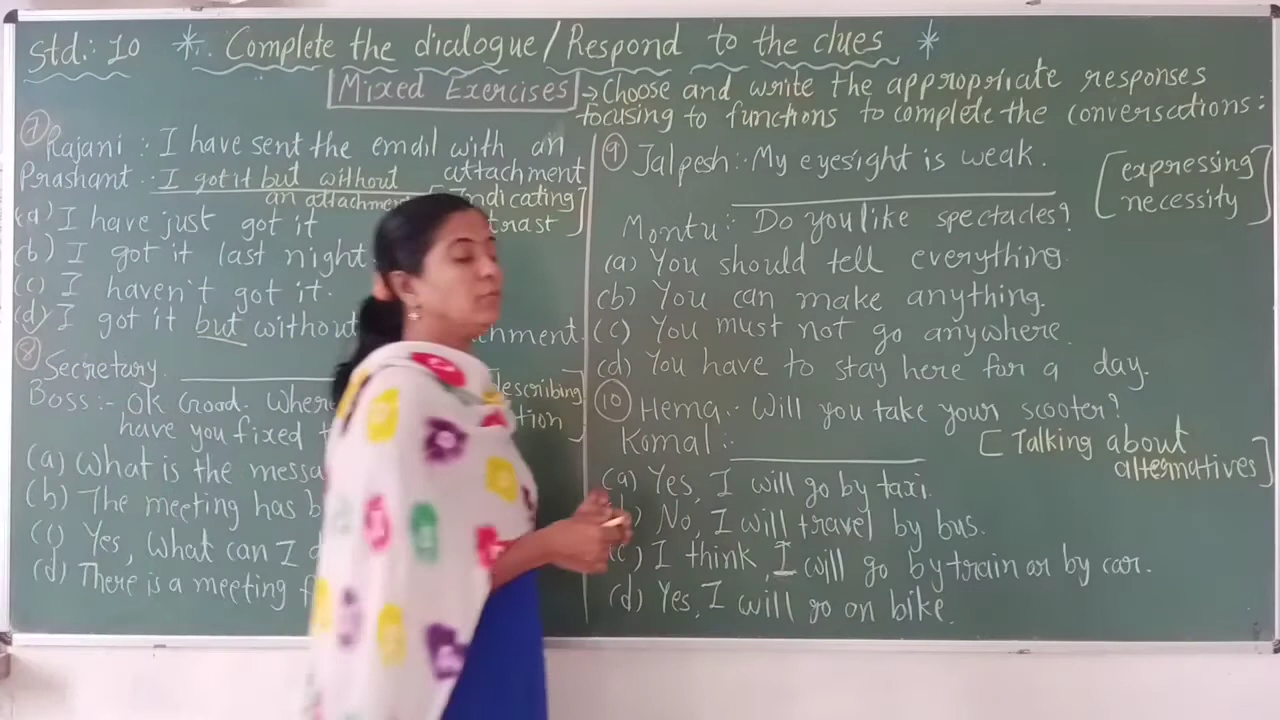 Std.: 10 * Complete the dialogue/Respond to the clues *
Mixed Exercises → Choose and write the appropriate responses
focusing to functions to complete the conversations:
7 Rajani : I have sent the email with an
attachment
Prashant :- I got it but without
an attachment [Indicating
(a) I have just got it
(b) I got it last night
(c) I haven't got it.
(d) I got it but without
8 Secretary
Boss :- Ok Good. Where
have you fixed
(a) What is the
(b) The meeting has
(c) Yes, What can I
(d) There is a meeting
9 Jalpesh :- My eyesight is weak.
[expressing
necessity]
Montu :- Do you like spectacles?
(a) You should tell everything.
(b) You can make anything.
(c) You must not go anywhere.
(d) You have to stay here for a day.
10 Hema :- Will you take your scooter?
Komal :-
[Talking about
alternatives]
(a) Yes, I will go by taxi.
No, I will travel by bus.
(c) I think, I will go by train or by car.
(d) Yes, I will go on bike.